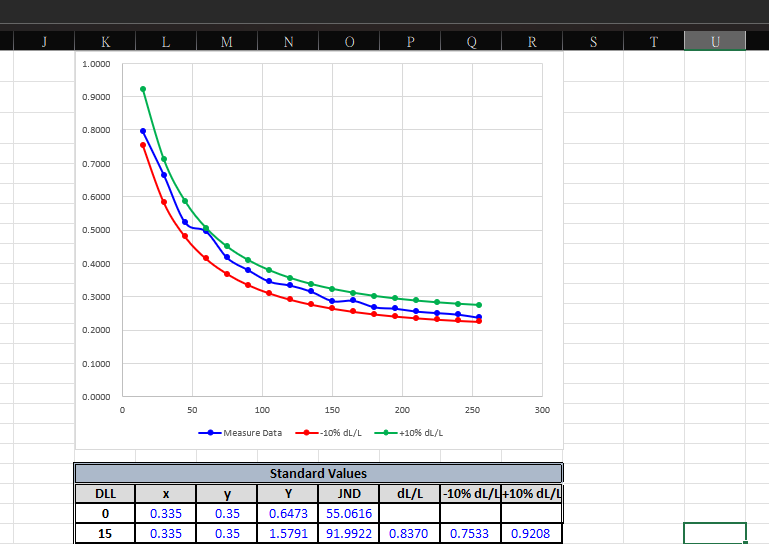 J K L M N O P Q R S T U
1.0000
0.9000
0.8000
0.7000
0.6000
0.5000
0.4000
0.3000
0.2000
0.1000
0.0000
0 50 100 150 200 250 300
Measure Data -10% dL/L +10% dL/L
Standard Values
DLL x y Y JND dL/L -10% dL/L +10% dL/L
0 0.335 0.35 0.6473 55.0616
15 0.335 0.35 1.5791 91.9922 0.8370 0.7533 0.9208